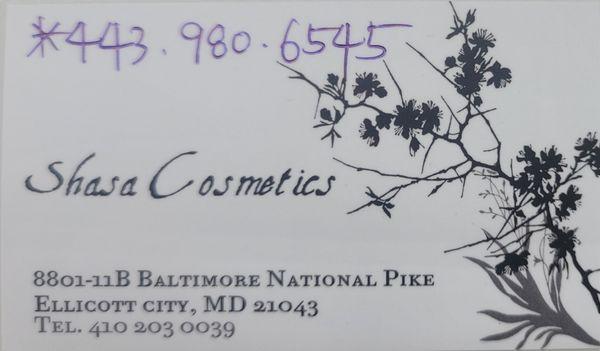 *443.980.6545
Shasa Cosmetics
8801-11B Baltimore National Pike
Ellicott city, MD 21043
Tel. 410 203 0039